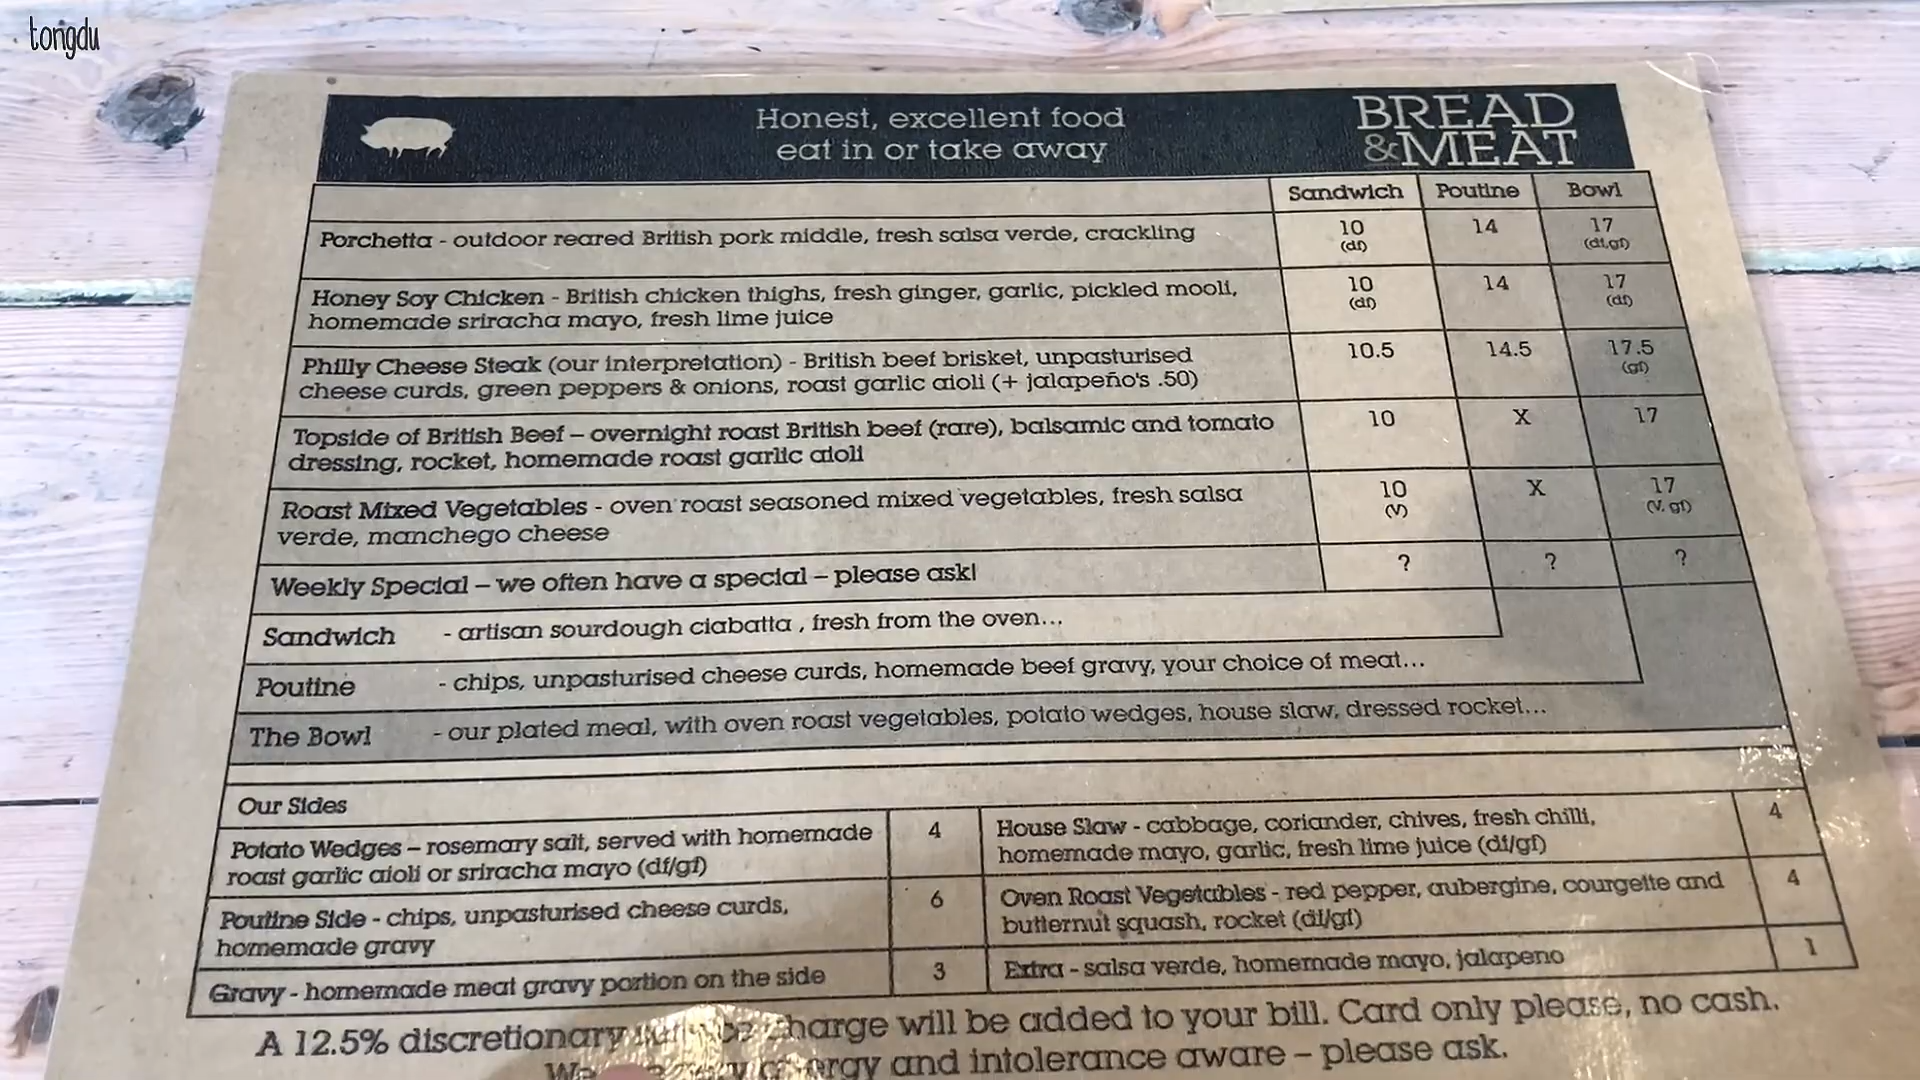 tongdu
Honest, excellent food
eat in or take away
BREAD
&MEAT
Sandwich Poutine Bowl
Porchetta - outdoor reared British pork middle, fresh salsa verde, crackling 10 14 17
(df) (df,gf)
Honey Soy Chicken - British chicken thighs, fresh ginger, garlic, pickled mooli, 10 14 17
homemade sriracha mayo, fresh lime juice (df) (df)
Philly Cheese Steak (our interpretation) - British beef brisket, unpasturised 10.5 14.5 17.5
cheese curds, green peppers & onions, roast garlic aioli (+ jalapeño's .50) (gf)
Topside of British Beef – overnight roast British beef (rare), balsamic and tomato 10 X 17
dressing, rocket, homemade roast garlic aioli
Roast Mixed Vegetables - oven roast seasoned mixed vegetables, fresh salsa 10 X 17
verde, manchego cheese (V) (V, gf)
Weekly Special – we often have a special – please ask! ? ? ?
Sandwich - artisan sourdough ciabatta , fresh from the oven...
Poutine - chips, unpasturised cheese curds, homemade beef gravy, your choice of meat...
The Bowl - our plated meal, with oven roast vegetables, potato wedges, house slaw, dressed rocket...
Our Sides
Potato Wedges – rosemary salt, served with homemade 4
roast garlic aioli or sriracha mayo (df/gf)
House Slaw - cabbage, coriander, chives, fresh chilli, 4
homemade mayo, garlic, fresh lime juice (df/gf)
Poutine Side - chips, unpasturised cheese curds, 6
homemade gravy
Oven Roast Vegetables - red pepper, aubergine, courgette and 4
butternut squash, rocket (df/gf)
Gravy - homemade meat gravy portion on the side 3
Extra - salsa verde, homemade mayo, jalapeno 1
A 12.5% discretionary charge will be added to your bill. Card only please, no cash.
and intolerance aware – please ask.